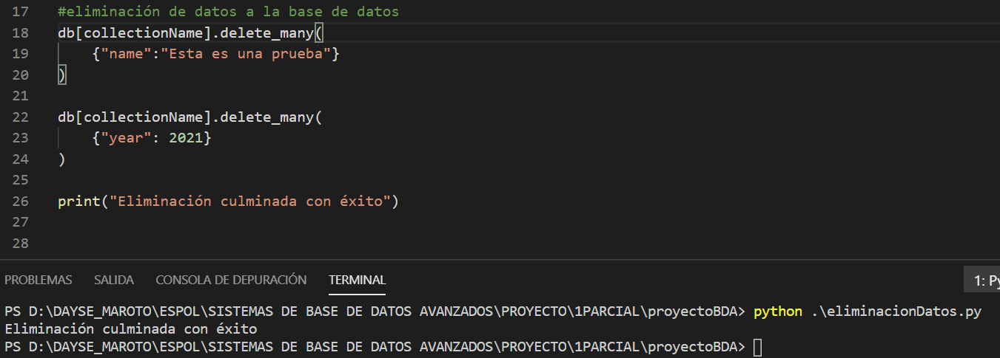 17 #eliminación de datos a la base de datos
18 db[collectionName].delete_many(
19 {"name":"Esta es una prueba"}
20 )
21
22 db[collectionName].delete_many(
23 {"year": 2021}
24 )
25
26 print("Eliminación culminada con éxito")
27
28
PROBLEMAS SALIDA CONSOLA DE DEPURACIÓN TERMINAL 1: Py
PS D:\DAYSE_MAROTO\ESPOL\SISTEMAS DE BASE DE DATOS AVANZADOS\PROYECTO\1PARCIAL\proyectoBDA> python .\eliminacionDatos.py
Eliminación culminada con éxito
PS D:\DAYSE_MAROTO\ESPOL\SISTEMAS DE BASE DE DATOS AVANZADOS\PROYECTO\1PARCIAL\proyectoBDA>